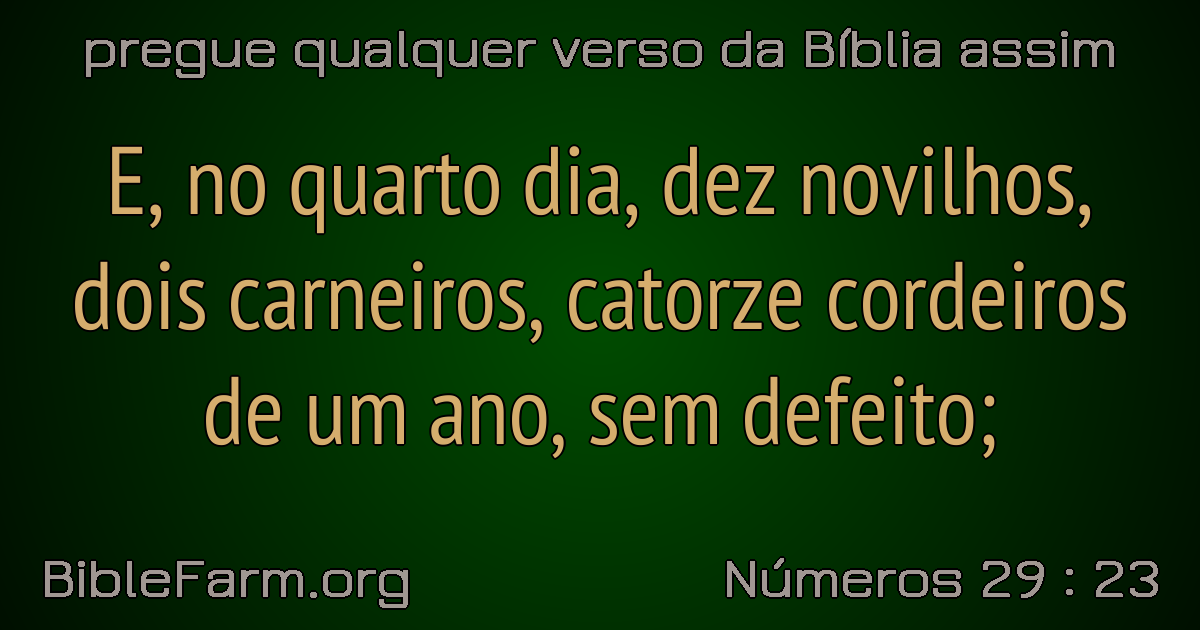 pregue qualquer verso da Bíblia assim
E, no quarto dia, dez novilhos,
dois carneiros, catorze cordeiros
de um ano, sem defeito;
BibleFarm.org
Números 29 : 23